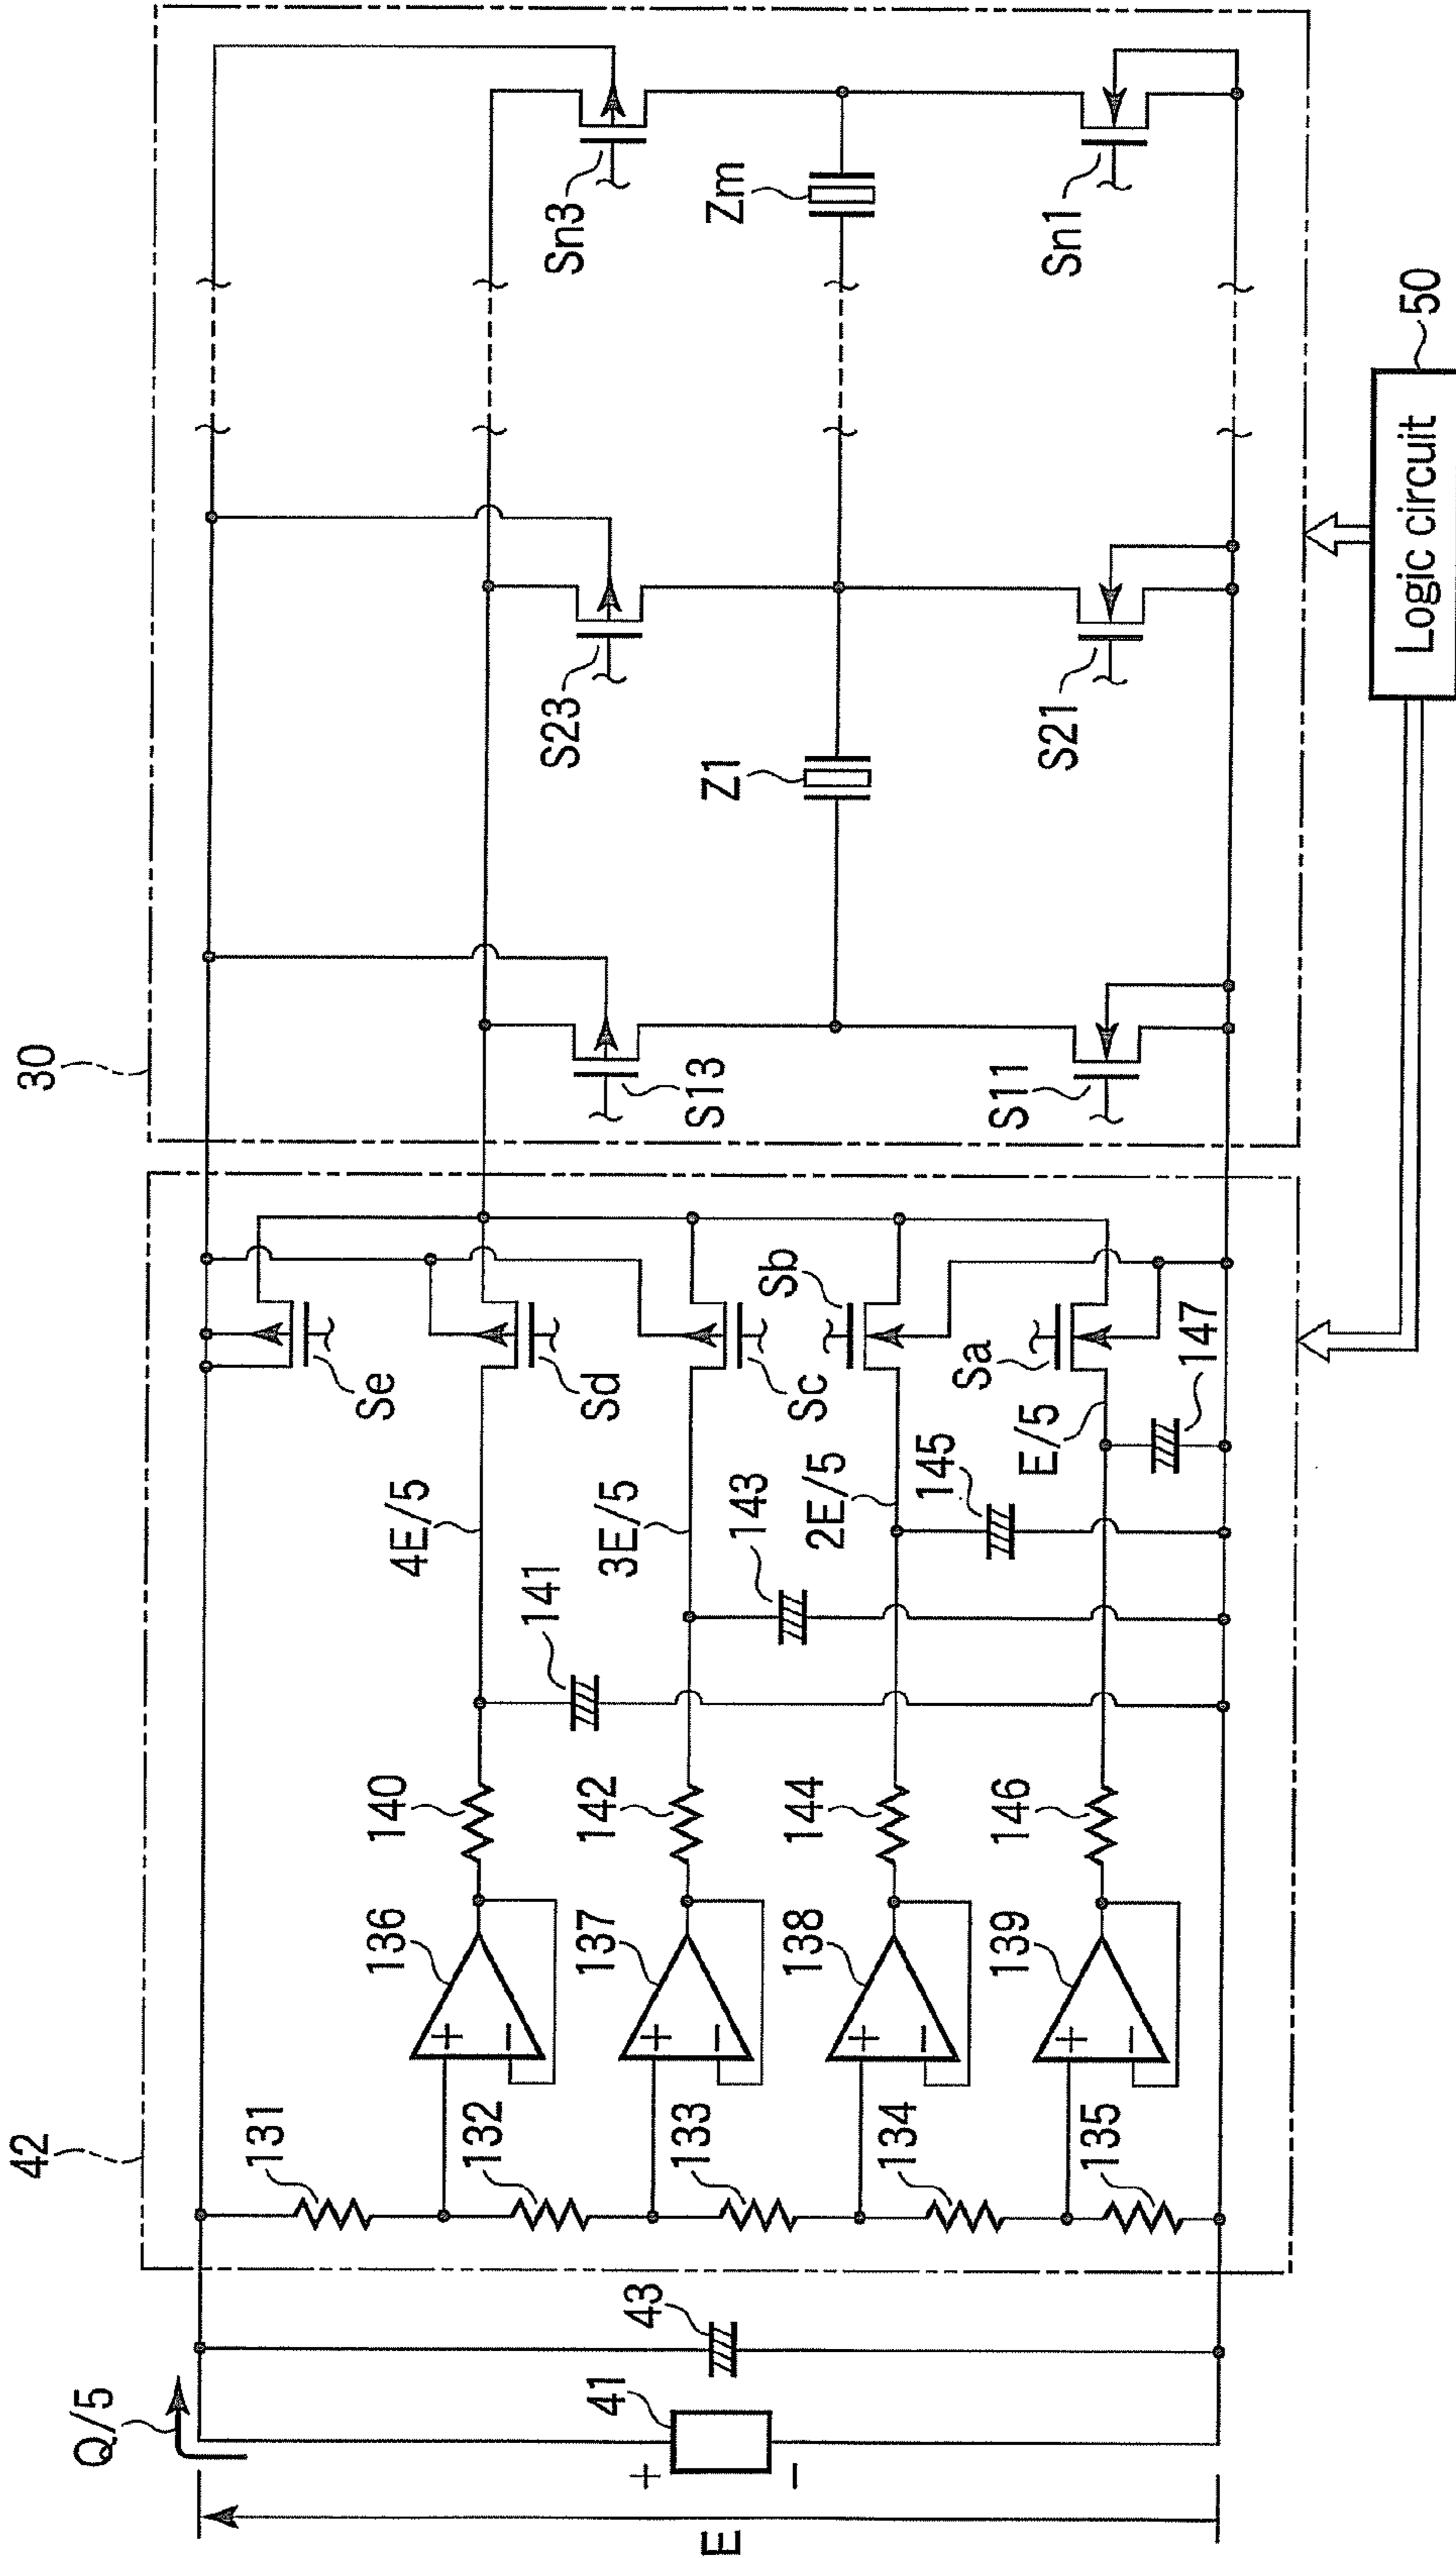 30
42
Q/5
E
+
41
−
43
131
132
133
134
135
136
+
−
137
+
−
138
+
−
139
+
−
140
142
144
146
141
143
145
147
4E/5
3E/5
2E/5
E/5
Se
Sd
Sc
Sb
Sa
S13
S11
Z1
S23
S21
Sn3
Zm
Sn1
Logic circuit
50